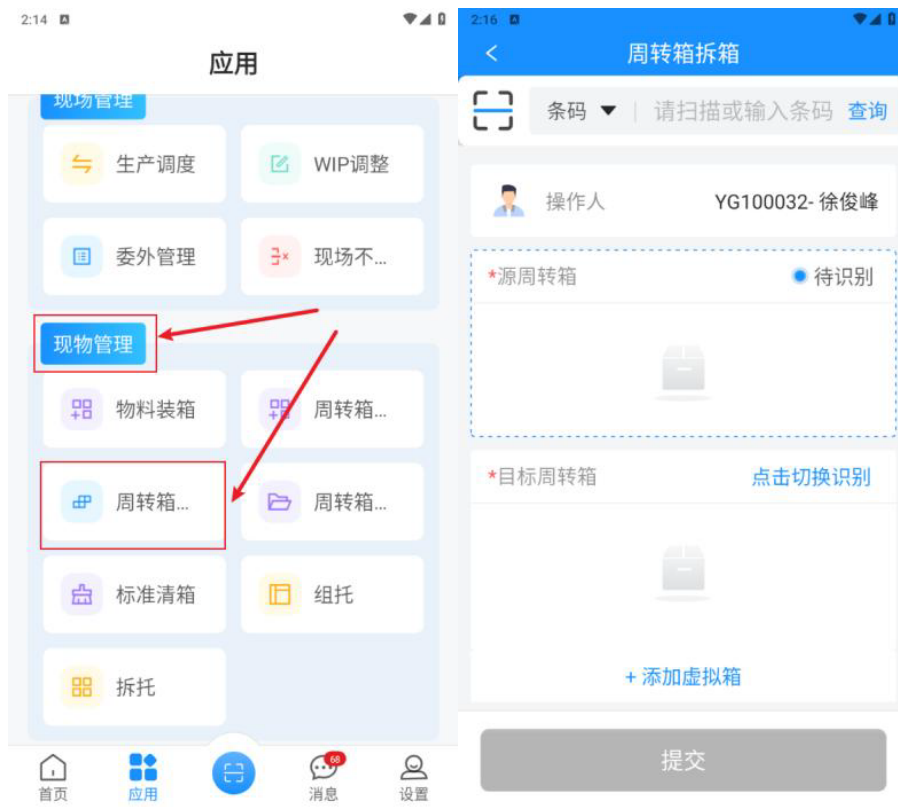 2:14
应用
现场管理
生产调度
WIP调整
委外管理
现场不...
现物管理
物料装箱
周转箱...
周转箱...
周转箱...
标准清箱
组托
拆托
68
首页
应用
消息
设置
2:16
周转箱拆箱
条码
请扫描或输入条码
查询
操作人
YG100032- 徐俊峰
*源周转箱
待识别
*目标周转箱
点击切换识别
+ 添加虚拟箱
提交